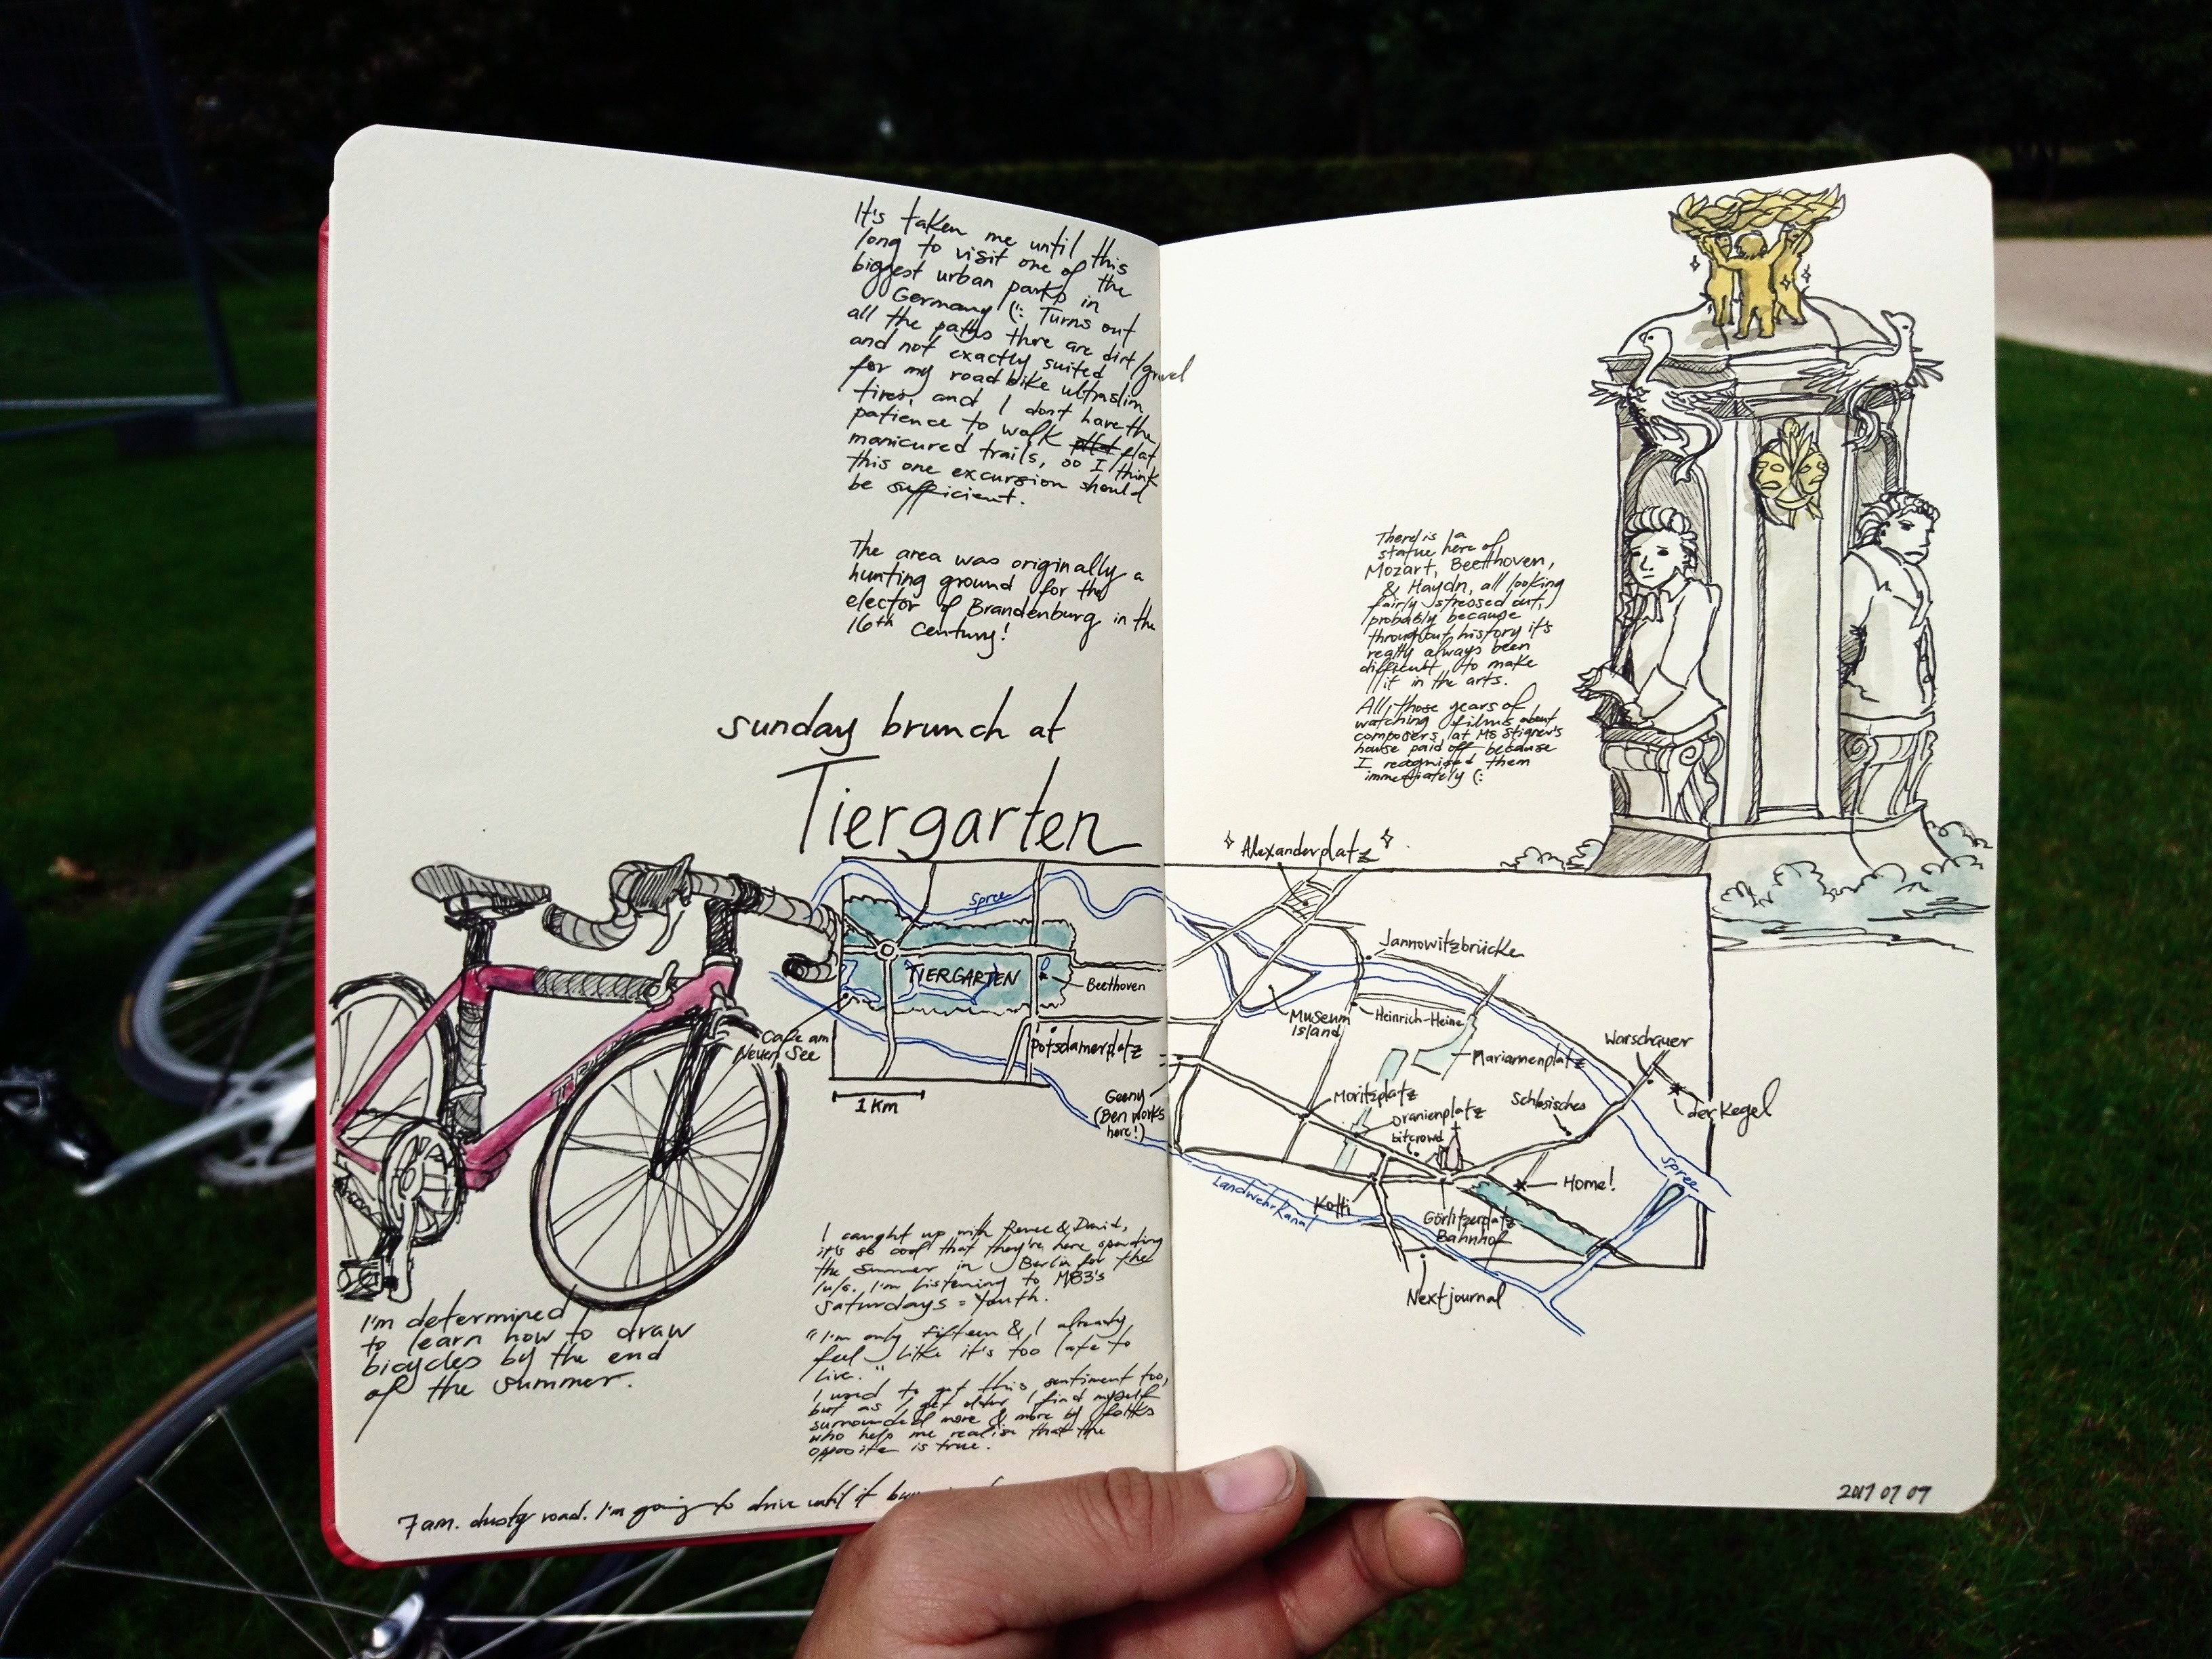 It's taken me until this
long to visit one of the
biggest urban parks in
Germany (: Turns out
all the paths there are dirt/gravel
and not exactly suited
for my road bike ultraslim
tires, and I dont have the
patience to walk flat
manicured trails, so I think
this one excursion should
be sufficient.
The area was originally a
hunting ground for the
elector of Brandenburg in the
16th century!
sunday brunch at
Tiergarten
I'm determined
to learn how to draw
bicycles by the end
of the summer.
I caught up with Renee & David,
it's so cool that they're here spending
the summer in Berlin for the
lols. I'm listening to M83's
Saturdays = Youth.
"I'm only fifteen & I already
feel like it's too late to
live."
I used to get this sentiment too,
but as I get older I find myself
surrounded more & more by folks
who help me realise that the
opposite is true.
7am. dusty road. I'm going to drive until it
There is a
statue here of
Mozart, Beethoven,
& Haydn, all looking
fairly stressed out,
probably because
throughout history it's
really always been
difficult to make
it in the arts.
All those years of
watching films about
composers at Ms Stigner's
house paid off because
I recognized them
immediately (:
Alexanderplatz
Spree
TIERGARTEN
Beethoven
Cafe am
Neuen See
Potsdamerplatz
1 Km
Jannowitzbrücke
Museum
Island
Heinrich-Heine
Mariannenplatz
Warschauer
der Kegel
Moritzplatz
Oranienplatz
bitcrowd
Schlesisches
(Ben works
here!)
Home!
Spree
Landwehrkanal
Kotti
Görlitzerplatz
Bahnhof
Nextjournal
2017 07 09